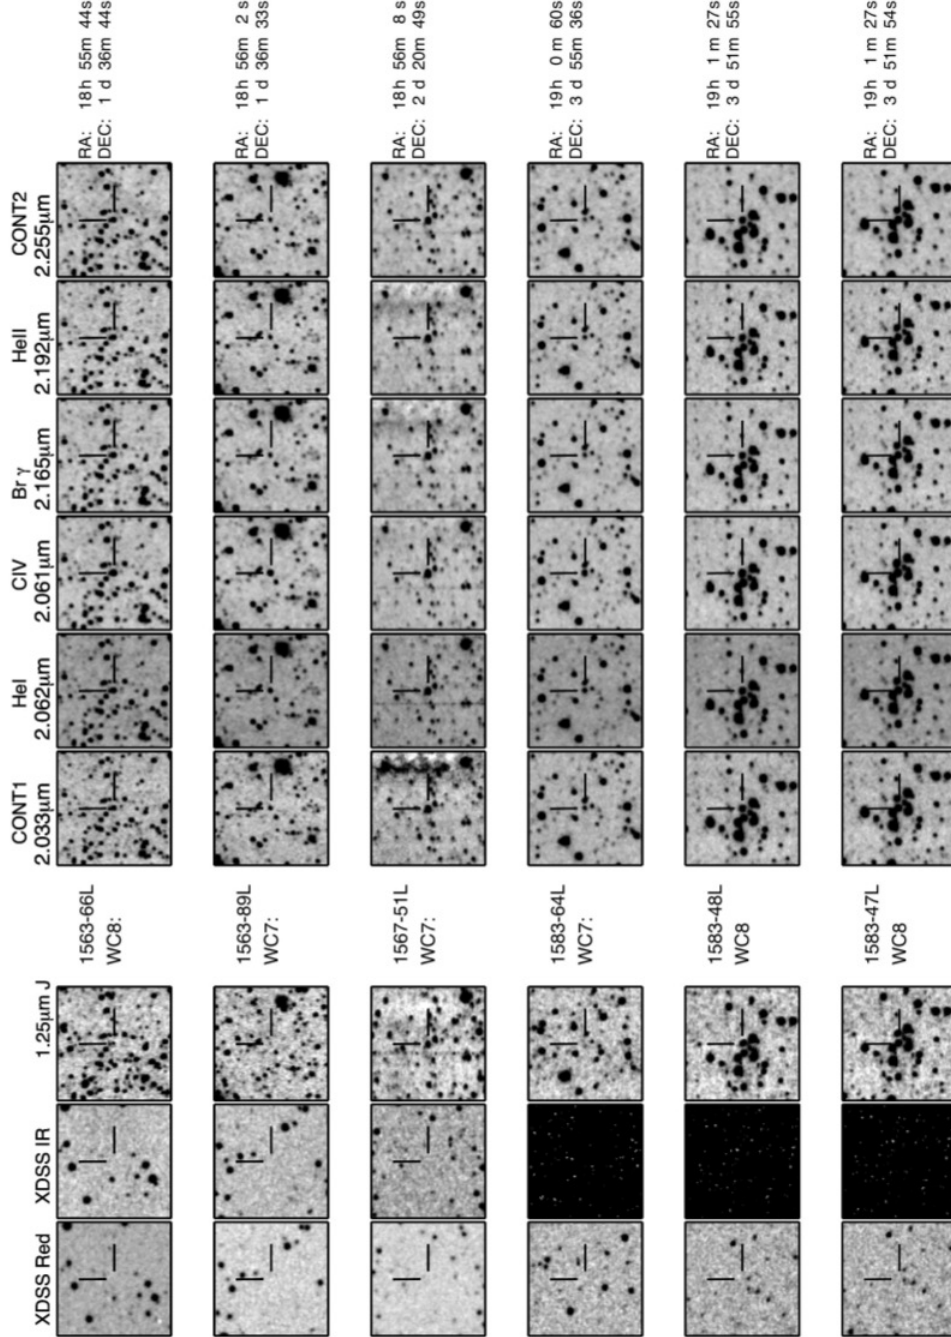 XDSS Red XDSS IR 1.25μm J CONT1 HeI CIV Br γ HeII CONT2
2.033μm 2.062μm 2.061μm 2.165μm 2.192μm 2.255μm
1563-66L RA: 18h 55m 44s
WC8: DEC: 1 d 36m 44s
1563-89L RA: 18h 56m 2 s
WC7: DEC: 1 d 36m 33s
1567-51L RA: 18h 56m 8 s
WC7: DEC: 2 d 20m 49s
1583-64L RA: 19h 0 m 60s
WC7: DEC: 3 d 55m 36s
1583-48L RA: 19h 1 m 27s
WC8 DEC: 3 d 51m 55s
1583-47L RA: 19h 1 m 27s
WC8 DEC: 3 d 51m 54s